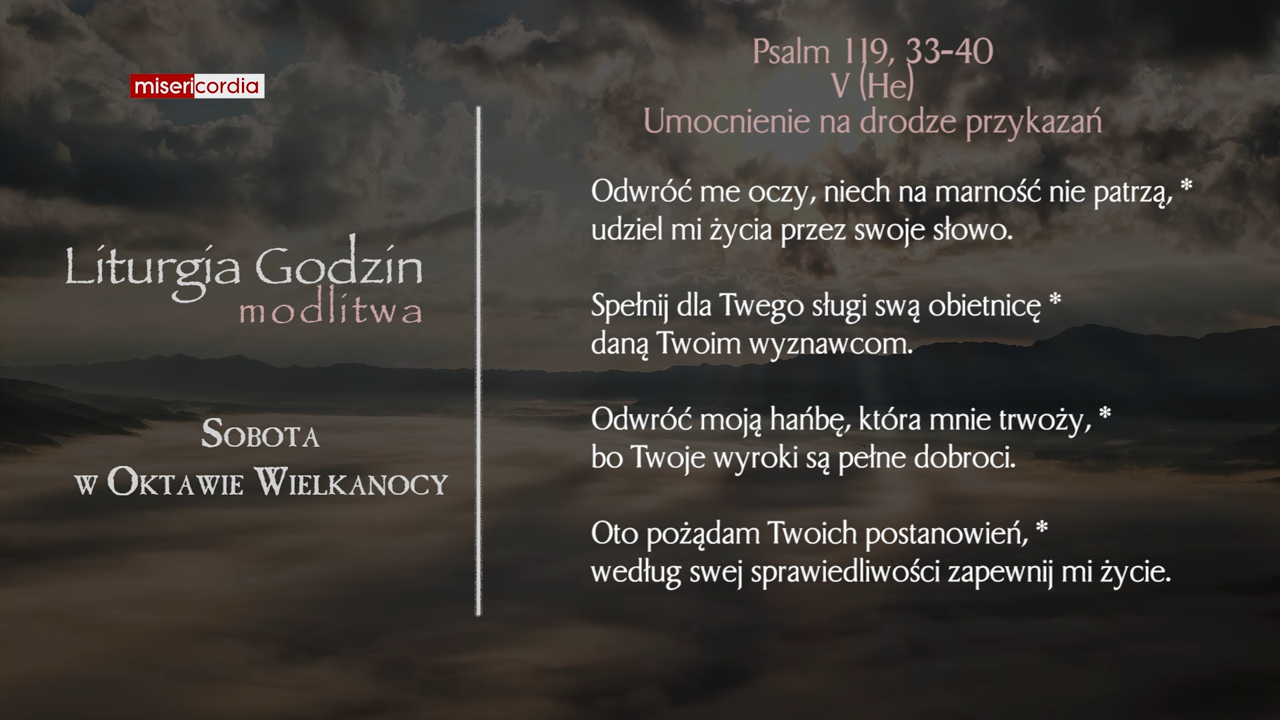 misericordia
Liturgia Godzin
modlitwa
Sobota
w Oktawie Wielkanocy
Psalm 119, 33-40
V (He)
Umocnienie na drodze przykazań
Odwróć me oczy, niech na marność nie patrzą, *
udziel mi życia przez swoje słowo.
Spełnij dla Twego sługi swą obietnicę *
daną Twoim wyznawcom.
Odwróć moją hańbę, która mnie trwoży, *
bo Twoje wyroki są pełne dobroci.
Oto pożądam Twoich postanowień, *
według swej sprawiedliwości zapewnij mi życie.